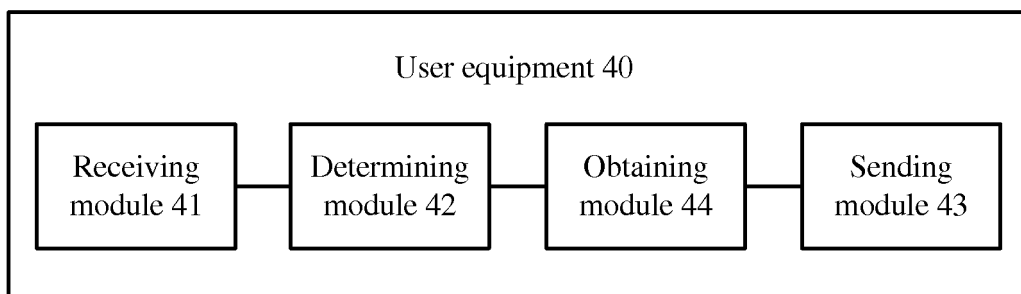 User equipment 40
Receiving
module 41
Determining
module 42
Obtaining
module 44
Sending
module 43